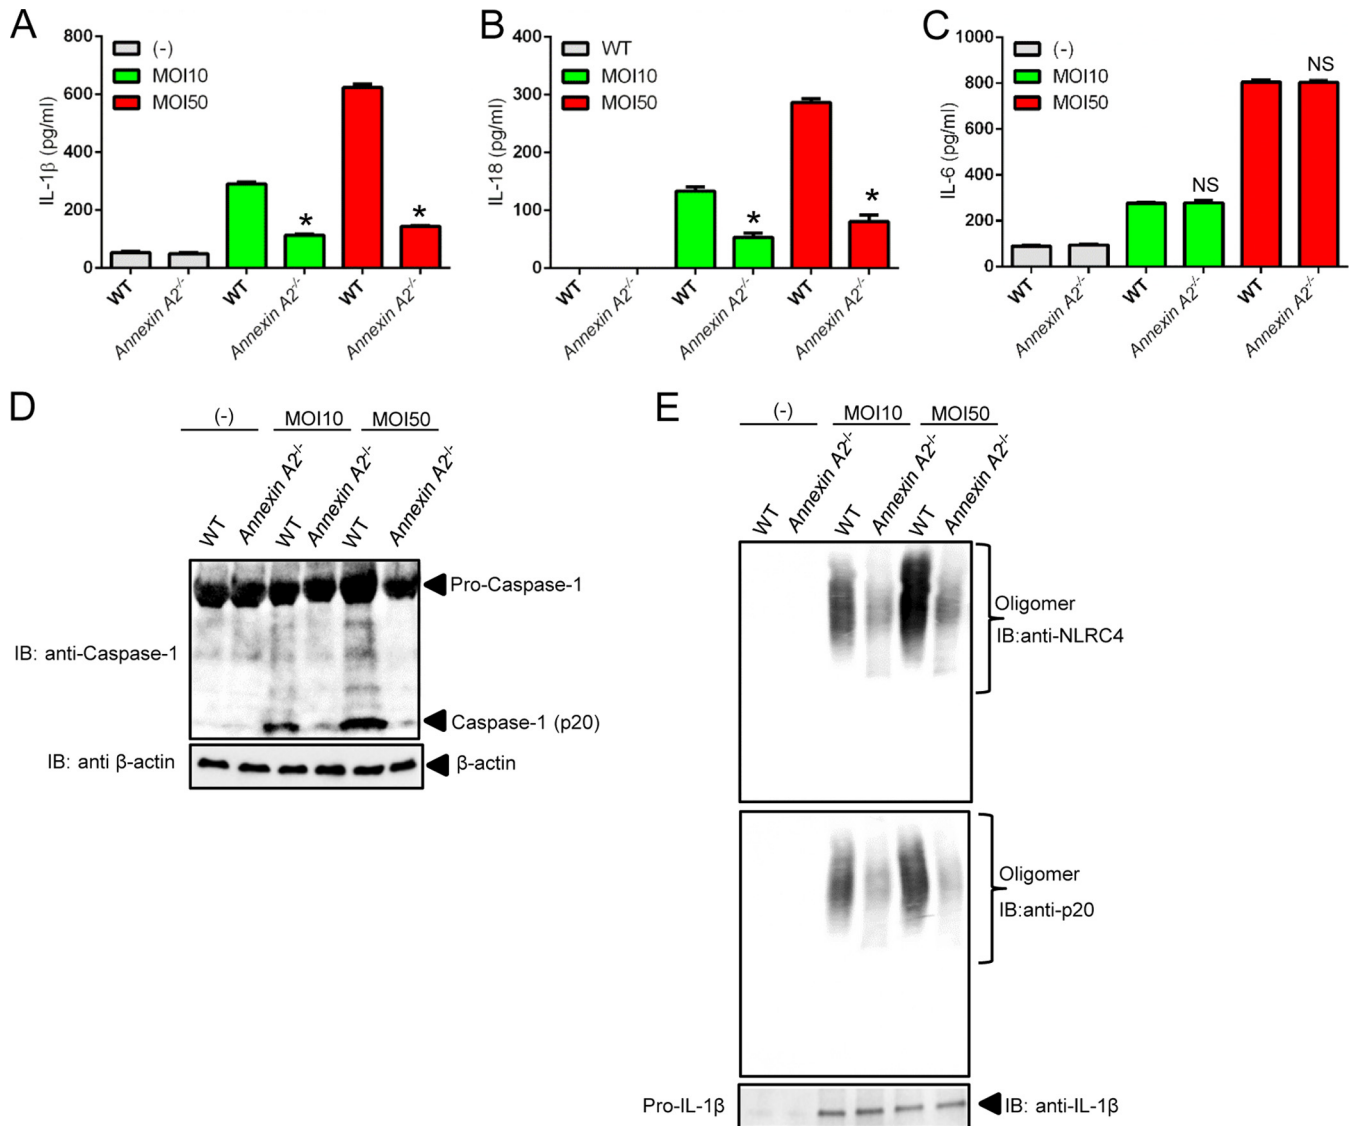 A
IL-1β (pg/ml)
800
600
400
200
0
(-)
MOI10
MOI50
*
*
WT
Annexin A2-/-
WT
Annexin A2-/-
WT
Annexin A2-/-
B
IL-18 (pg/ml)
400
300
200
100
0
WT
MOI10
MOI50
*
*
WT
Annexin A2-/-
WT
Annexin A2-/-
WT
Annexin A2-/-
C
IL-6 (pg/ml)
1000
800
600
400
200
0
(-)
MOI10
MOI50
NS
NS
WT
Annexin A2-/-
WT
Annexin A2-/-
WT
Annexin A2-/-
D
(-)
MOI10
MOI50
WT
Annexin A2-/-
WT
Annexin A2-/-
WT
Annexin A2-/-
Pro-Caspase-1
IB: anti-Caspase-1
Caspase-1 (p20)
IB: anti β-actin
β-actin
E
(-)
MOI10
MOI50
WT
Annexin A2-/-
WT
Annexin A2-/-
WT
Annexin A2-/-
Oligomer
IB:anti-NLRC4
Oligomer
IB:anti-p20
Pro-IL-1β
IB: anti-IL-1β